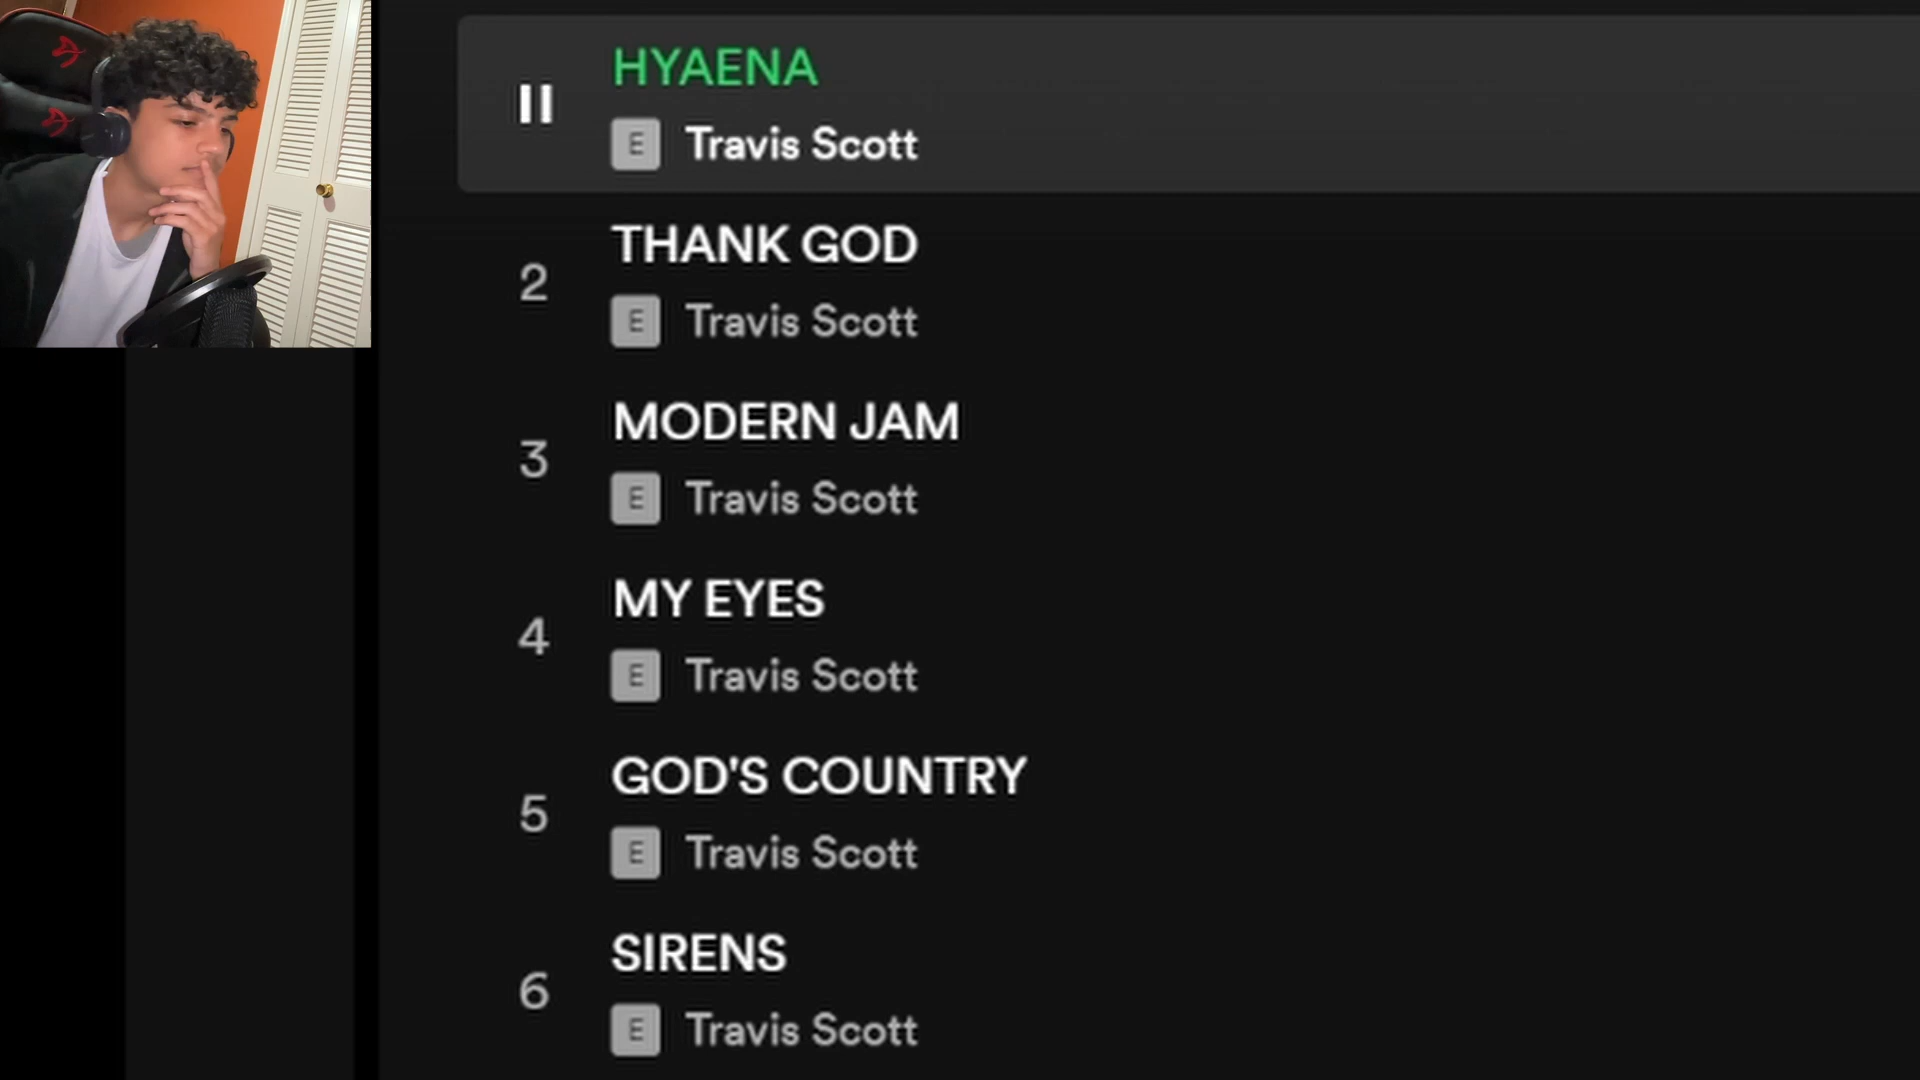 HYAENA
E Travis Scott
2
THANK GOD
E Travis Scott
3
MODERN JAM
E Travis Scott
4
MY EYES
E Travis Scott
5
GOD'S COUNTRY
E Travis Scott
6
SIRENS
E Travis Scott